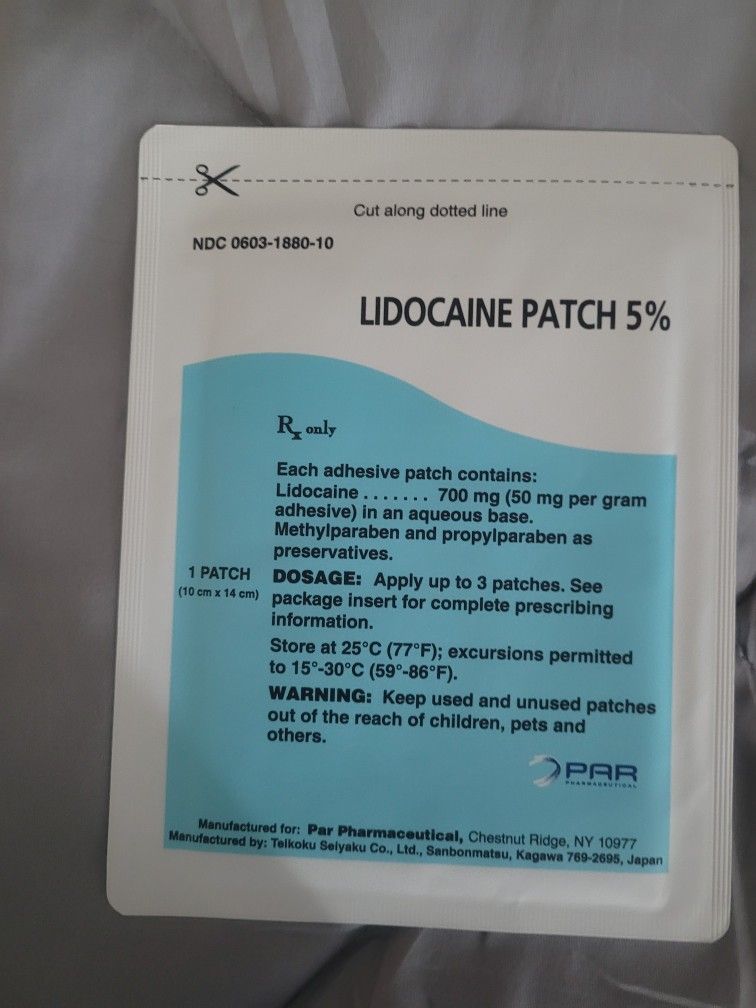 Cut along dotted line
NDC 0603-1880-10
LIDOCAINE PATCH 5%
Rx only
Each adhesive patch contains:
Lidocaine ....... 700 mg (50 mg per gram
adhesive) in an aqueous base.
Methylparaben and propylparaben as
preservatives.
1 PATCH
(10 cm x 14 cm)
DOSAGE: Apply up to 3 patches. See
package insert for complete prescribing
information.
Store at 25°C (77°F); excursions permitted
to 15°-30°C (59°-86°F).
WARNING: Keep used and unused patches
out of the reach of children, pets and
others.
PAR
PHARMACEUTICAL
Manufactured for: Par Pharmaceutical, Chestnut Ridge, NY 10977
Manufactured by: Teikoku Seiyaku Co., Ltd., Sanbonmatsu, Kagawa 769-2695, Japan